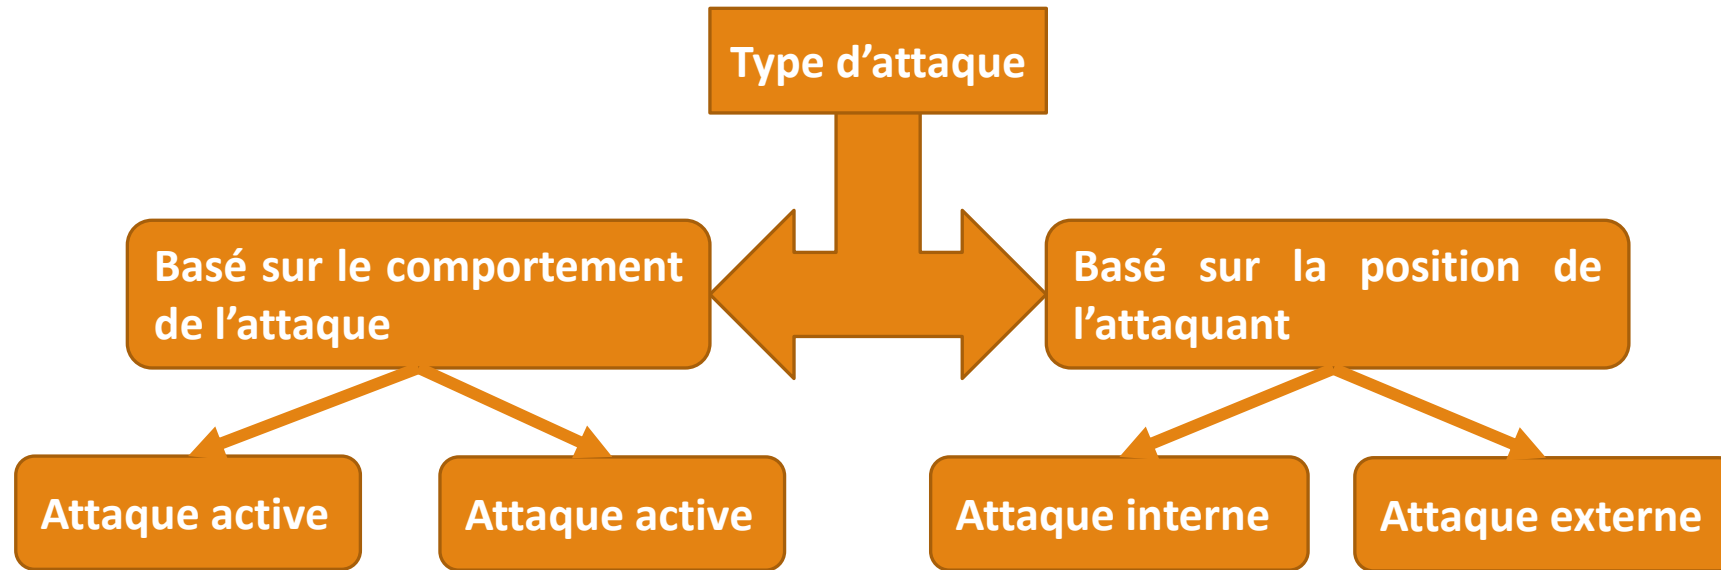 Type d’attaque
Basé sur le comportement
de l’attaque
Basé sur la position de
l’attaquant
Attaque active
Attaque active
Attaque interne
Attaque externe